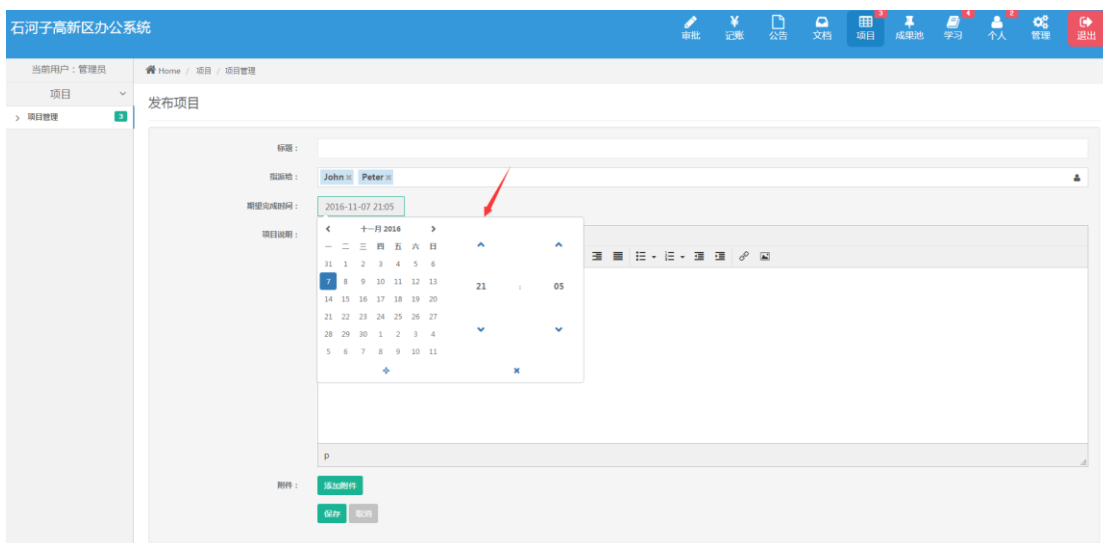 石河子高新区办公系统
审批 记账 公告 文档 项目 3 成果池 学习 4 个人 2 管理 退出
当前用户：管理员
Home / 项目 / 项目管理
项目
项目管理 3
发布项目
标题：
指派给： John × Peter ×
期望完成时间： 2016-11-07 21:05
项目说明：
十一月 2016
一 二 三 四 五 六 日
31 1 2 3 4 5 6
7 8 9 10 11 12 13
14 15 16 17 18 19 20
21 22 23 24 25 26 27
28 29 30 1 2 3 4
5 6 7 8 9 10 11
21 : 05
p
附件： 添加附件
保存 取消